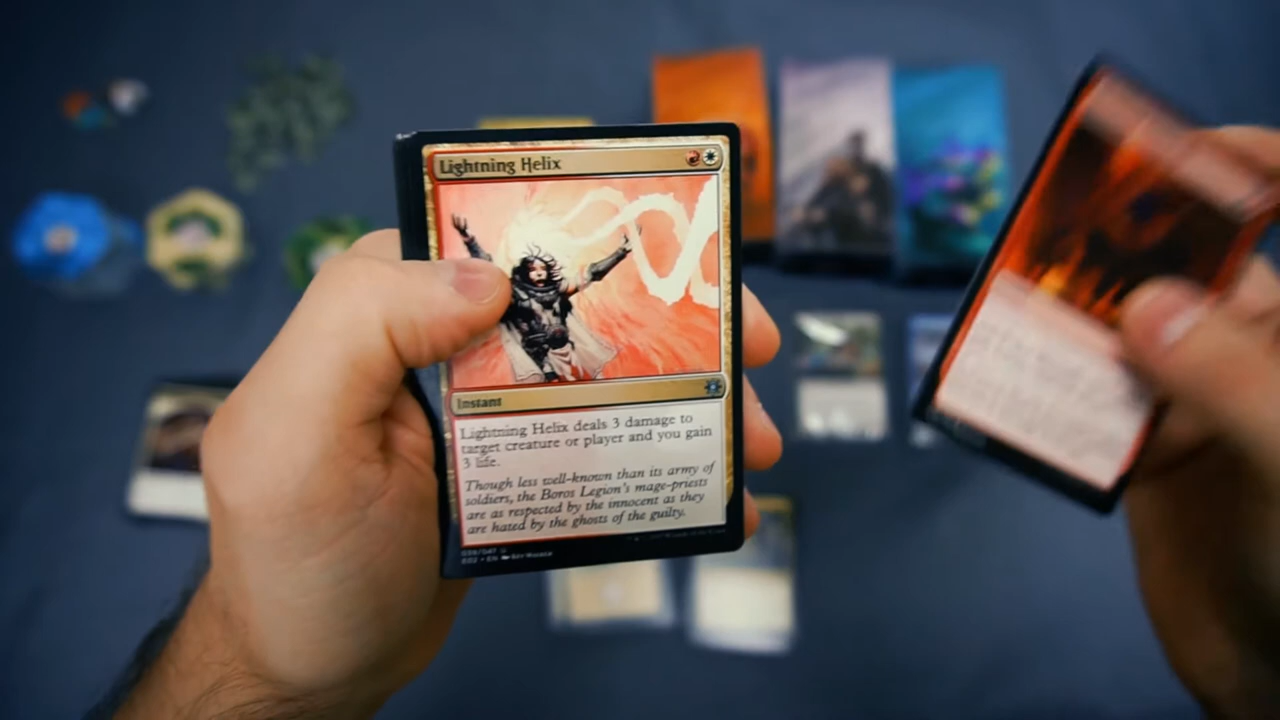 Lightning Helix
Instant
Lightning Helix deals 3 damage to
target creature or player and you gain
3 life.
Though less well-known than its army of
soldiers, the Boros Legion's mage-priests
are as respected by the innocent as they
are hated by the ghosts of the guilty.